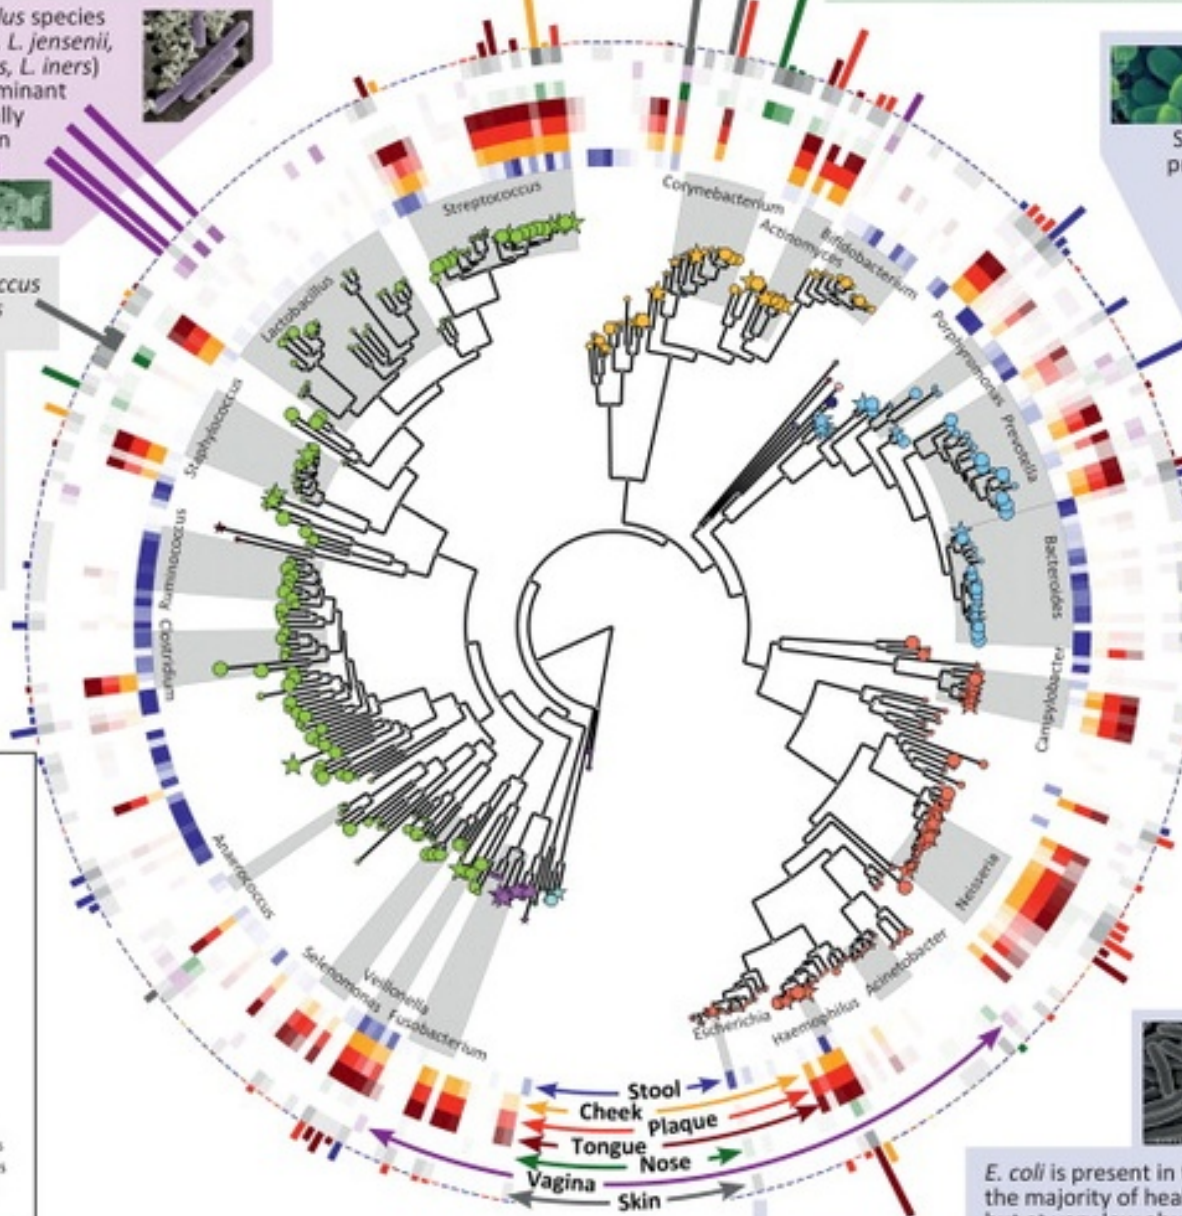 lus species
L. jensenii,
s, L. iners)
minant
lly
n
S
p
ccus
s
Streptococcus
Corynebacterium
Actinomyces
Bifidobacterium
Lactobacillus
Porphyromonas
Staphylococcus
Prevotella
Ruminococcus
Bacteroides
Clostridium
Campylobacter
Anaerococcus
Neisseria
Selenomonas
Veillonella
Fusobacterium
Acinetobacter
Haemophilus
Escherichia
Stool
Cheek
Plaque
Tongue
Nose
Vagina
Skin
s
s
E. coli is present in
the majority of hea